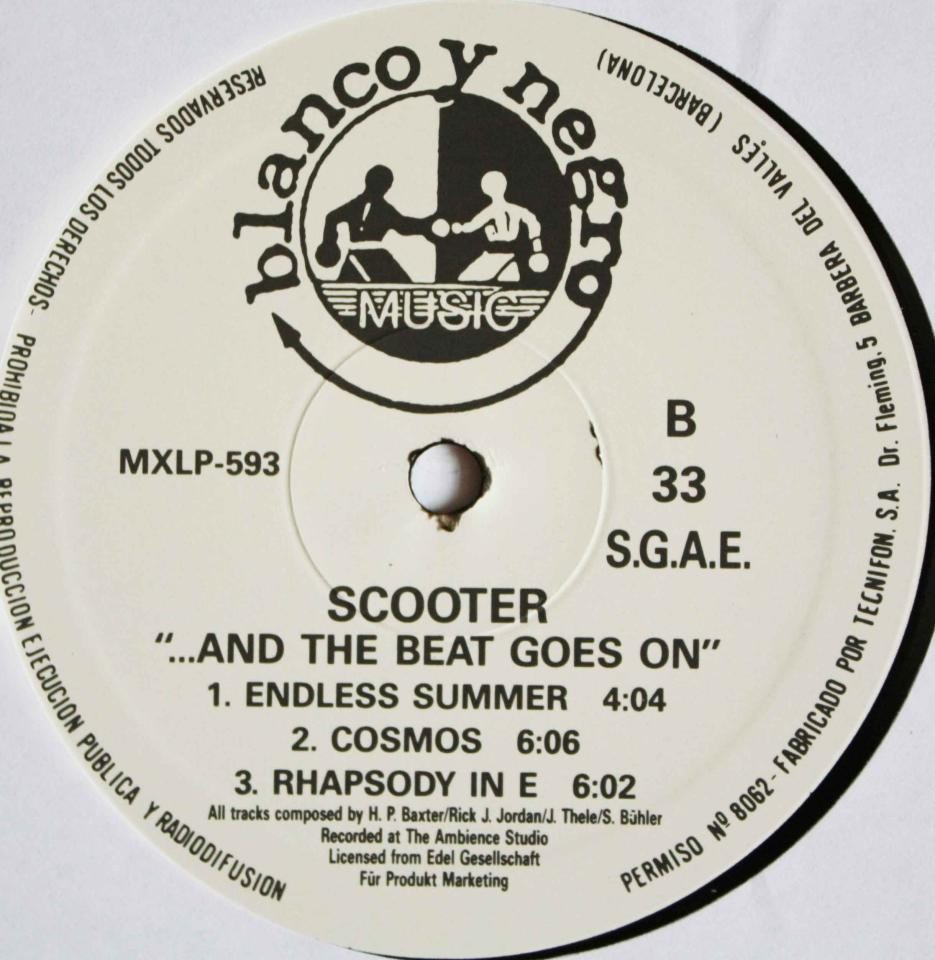 blanco y negro
MUSIC
MXLP-593
B
33
S.G.A.E.
SCOOTER
"...AND THE BEAT GOES ON"
1. ENDLESS SUMMER 4:04
2. COSMOS 6:06
3. RHAPSODY IN E 6:02
All tracks composed by H. P. Baxter/Rick J. Jordan/J. Thele/S. Bühler
Recorded at The Ambience Studio
Licensed from Edel Gesellschaft
Für Produkt Marketing
RESERVADOS TODOS LOS DERECHOS- PROHIBIDA LA REPRODUCCION EJECUCION PUBLICA Y RADIODIFUSION
PERMISO Nº 8062- FABRICADO POR TECNIFON, S.A. Dr. Fleming, 5 BARBERA DEL VALLÉS (BARCELONA)